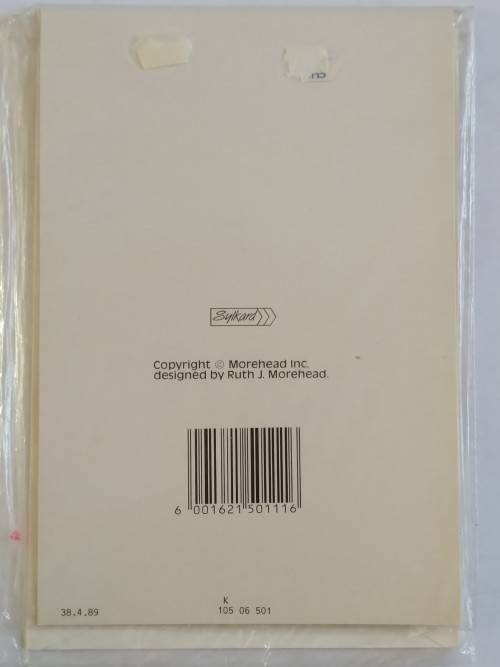 Sylkard
Copyright © Morehead Inc.
designed by Ruth J. Morehead.
6 001621 501116
K
38.4.89 105 06 501